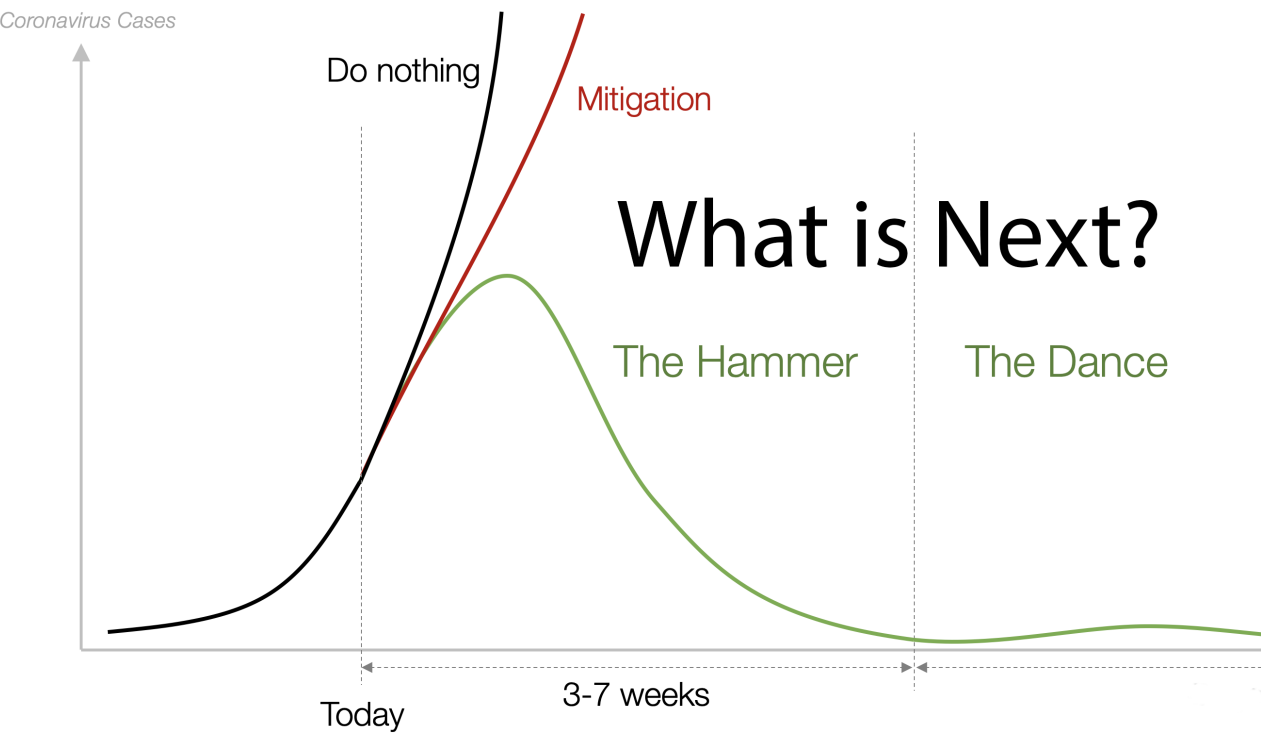 Coronavirus Cases
Do nothing
Mitigation
What is Next?
The Hammer
The Dance
3-7 weeks
Today